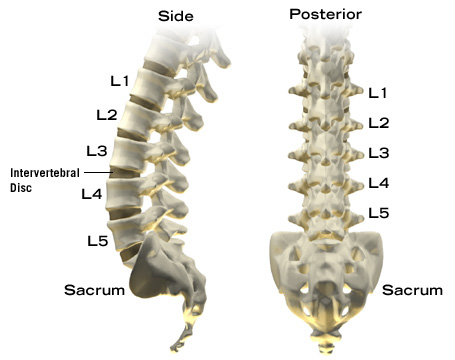 Side
L1
L2
L3
Intervertebral
Disc
L4
L5
Sacrum
Posterior
L1
L2
L3
L4
L5
Sacrum